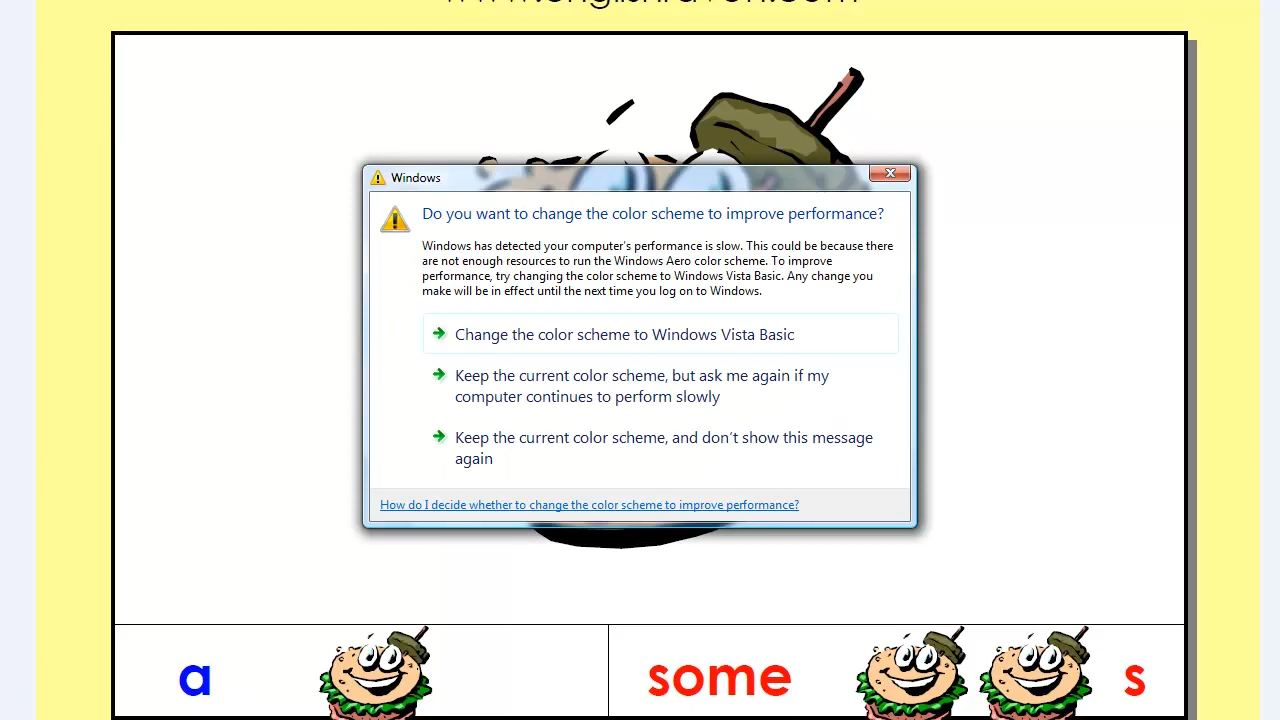 Windows
Do you want to change the color scheme to improve performance?
Windows has detected your computer's performance is slow. This could be because there
are not enough resources to run the Windows Aero color scheme. To improve
performance, try changing the color scheme to Windows Vista Basic. Any change you
make will be in effect until the next time you log on to Windows.
Change the color scheme to Windows Vista Basic
Keep the current color scheme, but ask me again if my
computer continues to perform slowly
Keep the current color scheme, and don't show this message
again
How do I decide whether to change the color scheme to improve performance?
a
some s